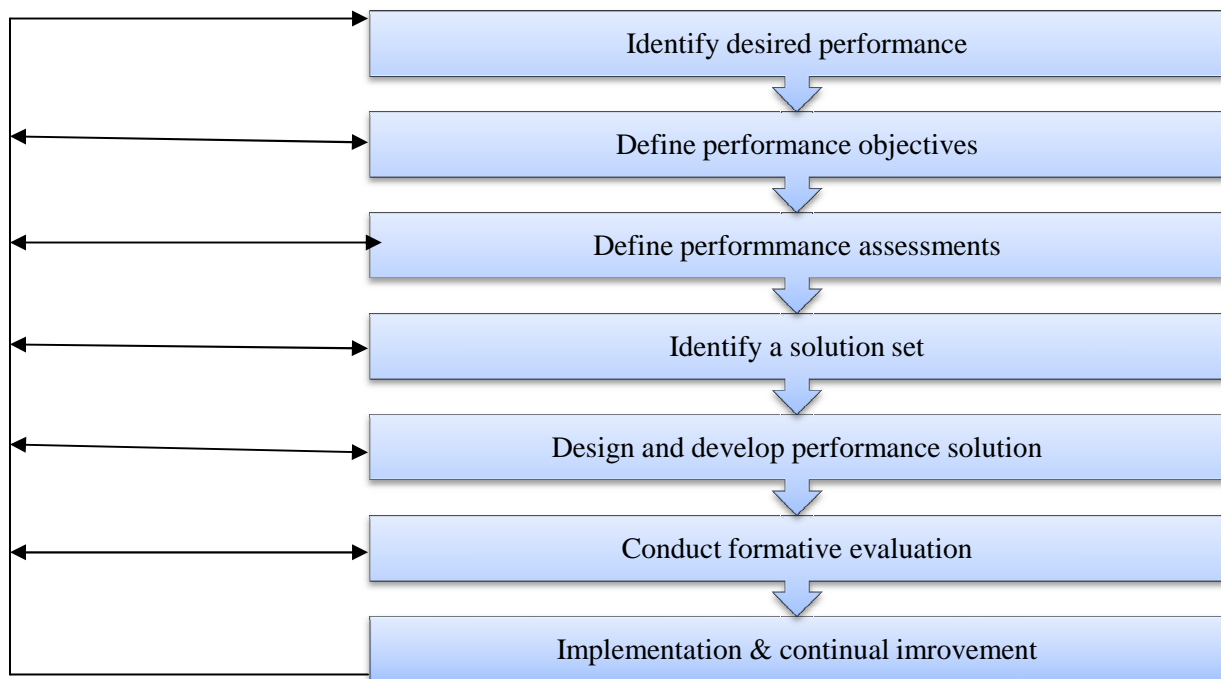 Identify desired performance
Define performance objectives
Define performmance assessments
Identify a solution set
Design and develop performance solution
Conduct formative evaluation
Implementation & continual imrovement